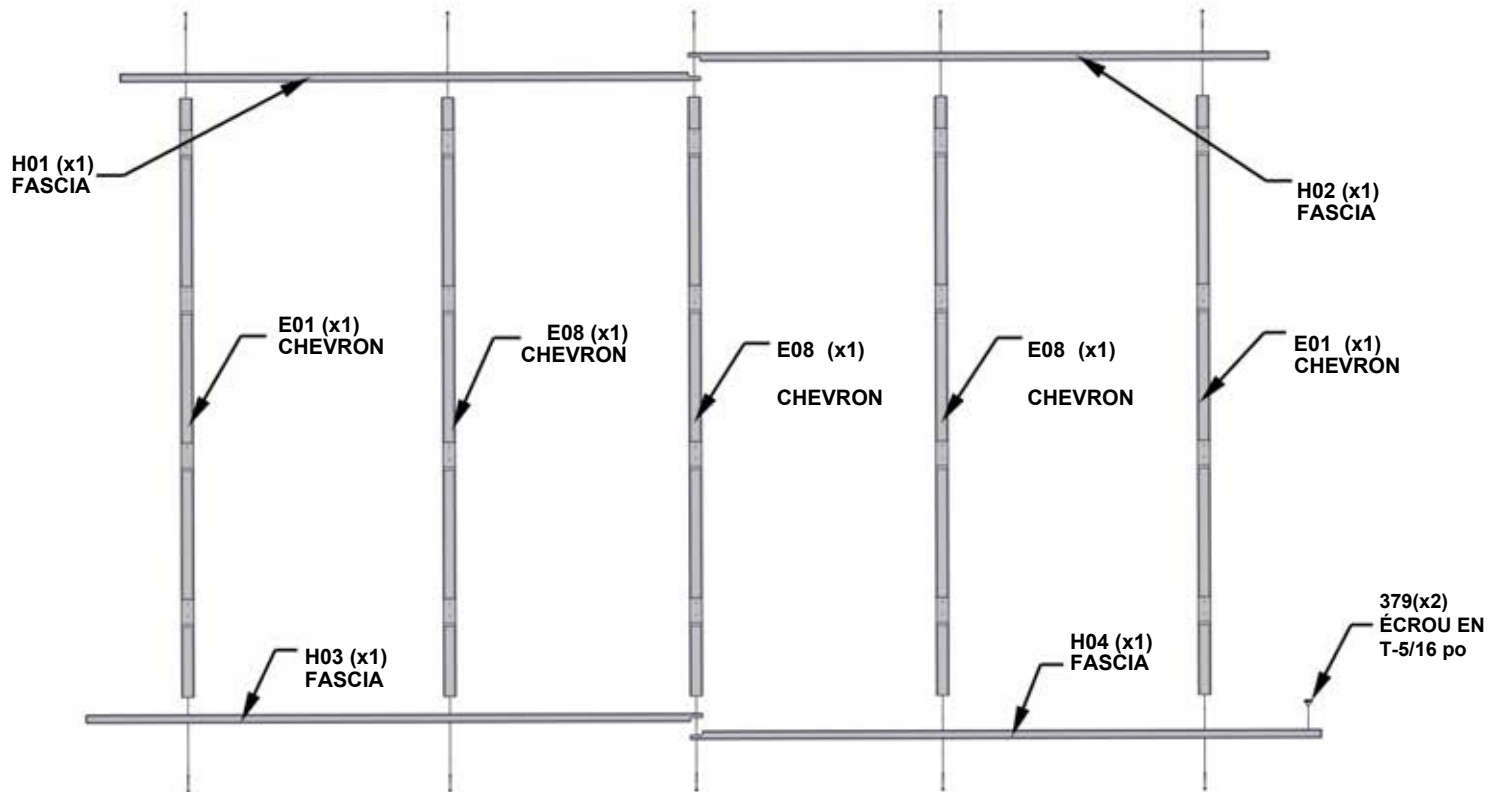 H01 (x1)
FASCIA
H02 (x1)
FASCIA
E01 (x1)
CHEVRON
E08 (x1)
CHEVRON
E08 (x1)
CHEVRON
E08 (x1)
CHEVRON
E01 (x1)
CHEVRON
H03 (x1)
FASCIA
H04 (x1)
FASCIA
379(x2)
ÉCROU EN
T-5/16 po